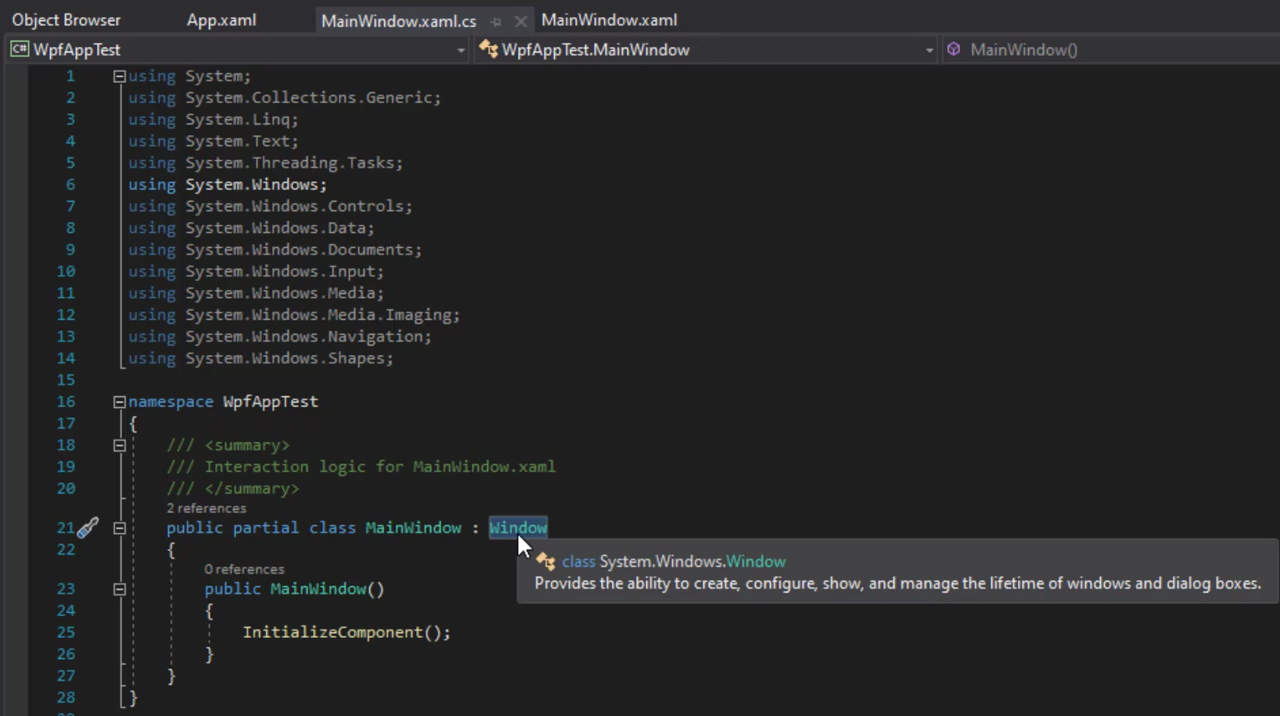 Object Browser App.xaml MainWindow.xaml.cs MainWindow.xaml
C# WpfAppTest WpfAppTest.MainWindow MainWindow()
1 using System;
2 using System.Collections.Generic;
3 using System.Linq;
4 using System.Text;
5 using System.Threading.Tasks;
6 using System.Windows;
7 using System.Windows.Controls;
8 using System.Windows.Data;
9 using System.Windows.Documents;
10 using System.Windows.Input;
11 using System.Windows.Media;
12 using System.Windows.Media.Imaging;
13 using System.Windows.Navigation;
14 using System.Windows.Shapes;
15
16 namespace WpfAppTest
17 {
18 /// <summary>
19 /// Interaction logic for MainWindow.xaml
20 /// </summary>
2 references
21 public partial class MainWindow : Window
22 {
class System.Windows.Window
Provides the ability to create, configure, show, and manage the lifetime of windows and dialog boxes.
0 references
23 public MainWindow()
24 {
25 InitializeComponent();
26 }
27 }
28 }